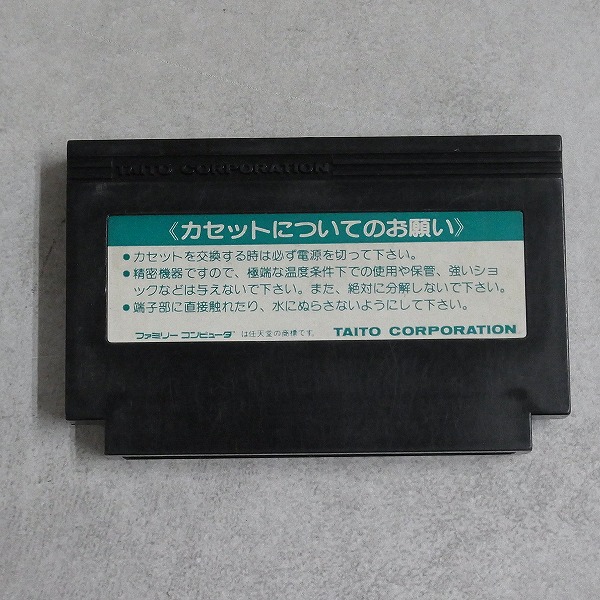 TAITO CORPORATION
《カセットについてのお願い》
●カセットを交換する時は必ず電源を切って下さい。
●精密機器ですので、極端な温度条件下での使用や保管、強いショ
ックなどは与えないで下さい。また、絶対に分解しないで下さい。
●端子部に直接触れたり、水にぬらさないようにして下さい。
ファミリーコンピュータ は任天堂の商標です。 TAITO CORPORATION